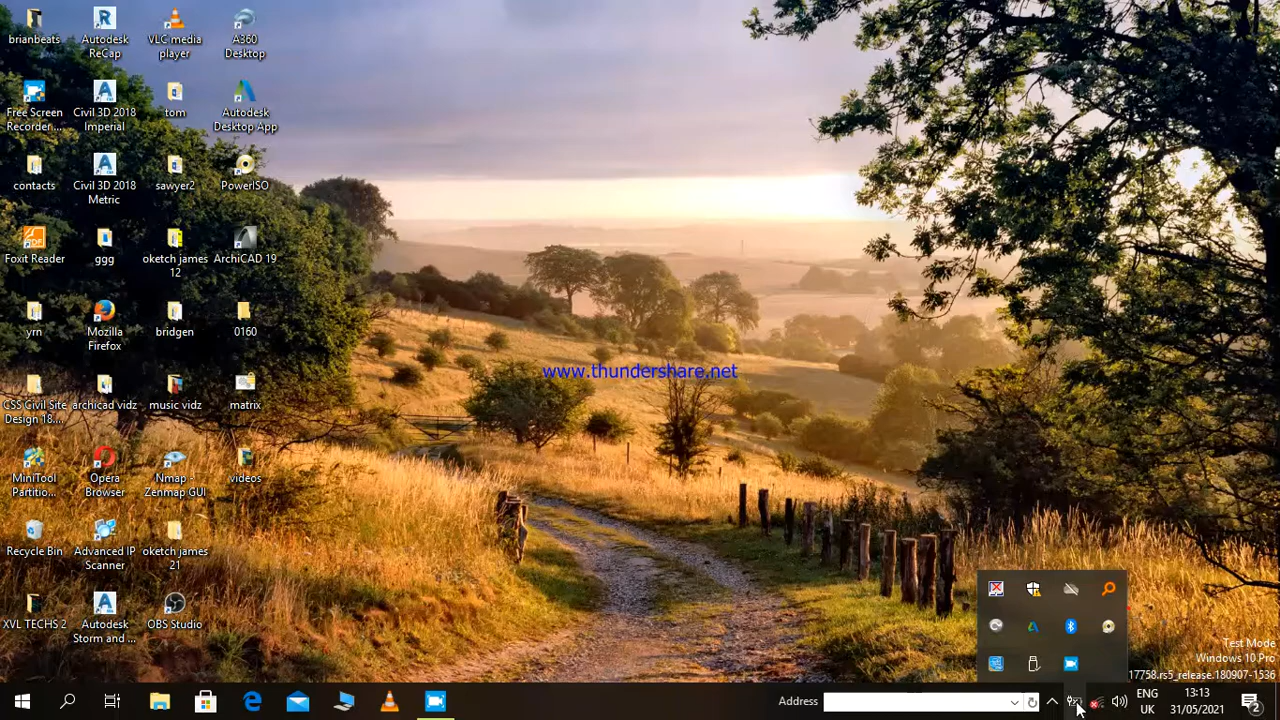 brianbeats
Autodesk
ReCap
VLC media
player
A360
Desktop
Free Screen
Recorder ...
Civil 3D 2018
Imperial
tom
Autodesk
Desktop App
contacts
Civil 3D 2018
Metric
sawyer2
PowerISO
Foxit Reader
ggg
oketch james
12
ArchiCAD 19
yrn
Mozilla
Firefox
bridgen
0160
CSS Civil Site
Design 18....
archicad vidz
music vidz
matrix
MiniTool
Partitio...
Opera
Browser
Nmap -
Zenmap GUI
videos
Recycle Bin
Advanced IP
Scanner
oketch james
21
XVL TECHS 2
Autodesk
Storm and ...
OBS Studio
www.thundershare.net
Test Mode
Windows 10 Pro
17758.rs5_release.180907-1536
Address
ENG
UK
13:13
31/05/2021
2